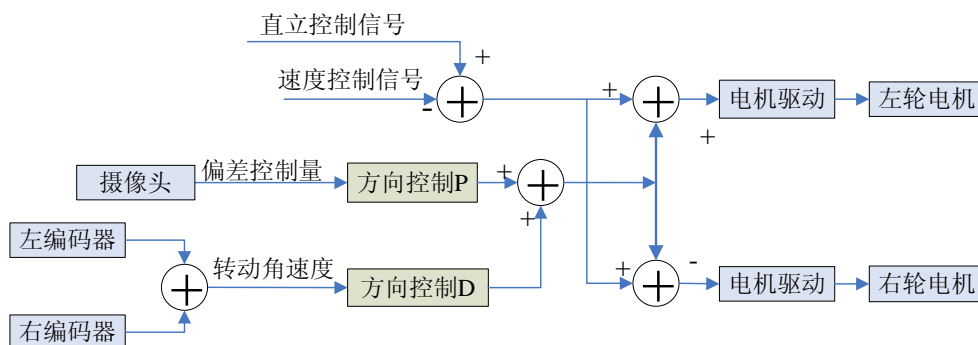 直立控制信号
+
速度控制信号
-
+
+
+
电机驱动
左轮电机
摄像头
偏差控制量
方向控制P
+
+
+
左编码器
右编码器
+
转动角速度
方向控制D
+
+
-
电机驱动
右轮电机